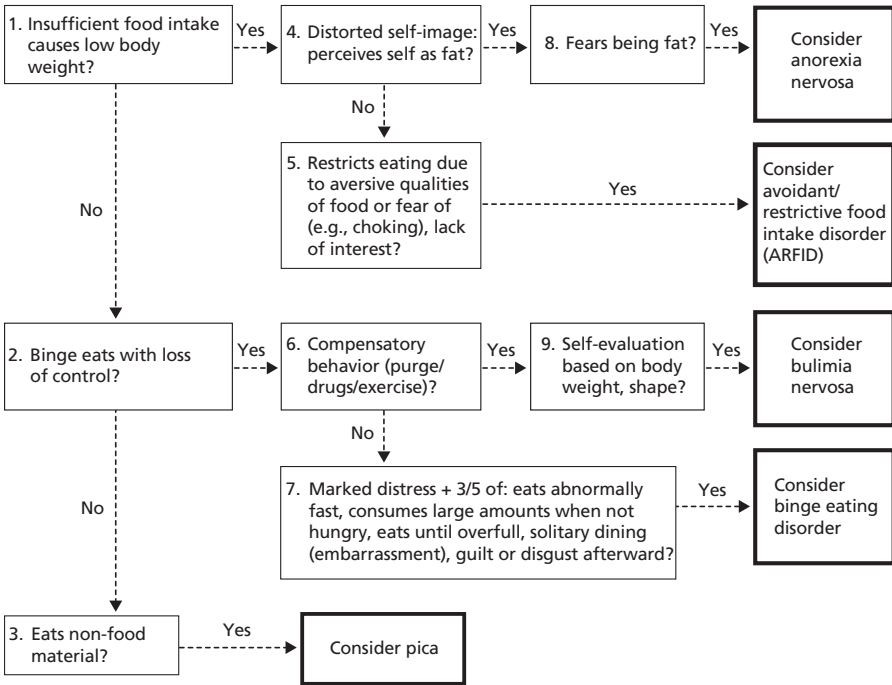 1. Insufficient food intake
causes low body
weight?
Yes
4. Distorted self-image:
perceives self as fat?
Yes
8. Fears being fat?
Yes
Consider
anorexia
nervosa
No
No
5. Restricts eating due
to aversive qualities
of food or fear of
(e.g., choking), lack
of interest?
Yes
Consider
avoidant/
restrictive food
intake disorder
(ARFID)
2. Binge eats with loss
of control?
Yes
6. Compensatory
behavior (purge/
drugs/exercise)?
Yes
9. Self-evaluation
based on body
weight, shape?
Yes
Consider
bulimia
nervosa
No
No
7. Marked distress + 3/5 of: eats abnormally
fast, consumes large amounts when not
hungry, eats until overfull, solitary dining
(embarrassment), guilt or disgust afterward?
Yes
Consider
binge eating
disorder
3. Eats non-food
material?
Yes
Consider pica